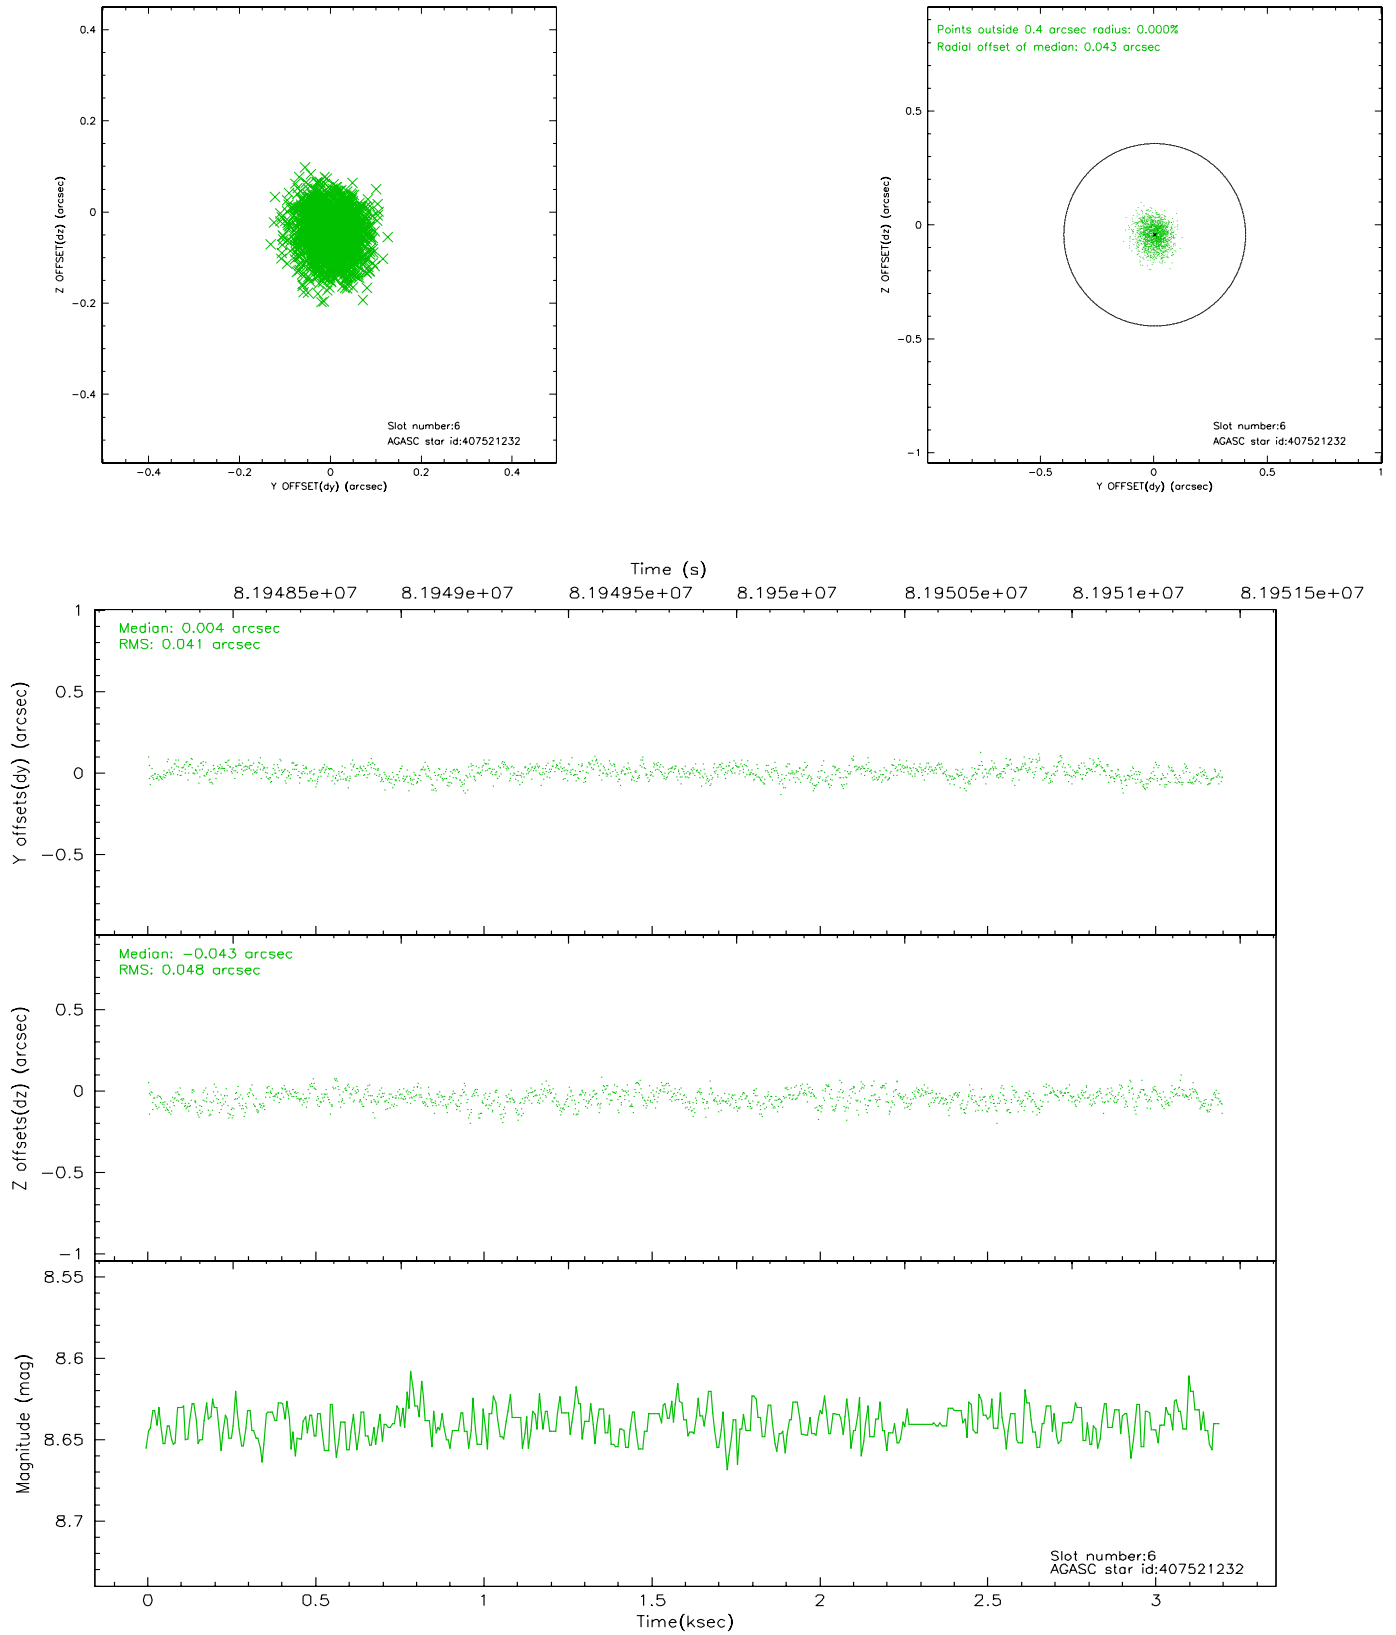 0.4
0.2
0
−0.2
−0.4
Z OFFSET(dz) (arcsec)
Slot number:6
AGASC star id:407521232
−0.4 −0.2 0 0.2 0.4
Y OFFSET(dy) (arcsec)
Points outside 0.4 arcsec radius: 0.000%
Radial offset of median: 0.043 arcsec
0.5
0
−0.5
−1
Z OFFSET(dz) (arcsec)
Slot number:6
AGASC star id:407521232
−0.5 0 0.5 1
Y OFFSET(dy) (arcsec)
Time (s)
8.19485e+07 8.1949e+07 8.19495e+07 8.195e+07 8.19505e+07 8.1951e+07 8.19515e+07
1
0.5
0
−0.5
Y offsets(dy) (arcsec)
Median: 0.004 arcsec
RMS: 0.041 arcsec
0.5
0
−0.5
−1
Z offsets(dz) (arcsec)
Median: −0.043 arcsec
RMS: 0.048 arcsec
8.55
8.6
8.65
8.7
Magnitude (mag)
Slot number:6
AGASC star id:407521232
0 0.5 1 1.5 2 2.5 3
Time(ksec)